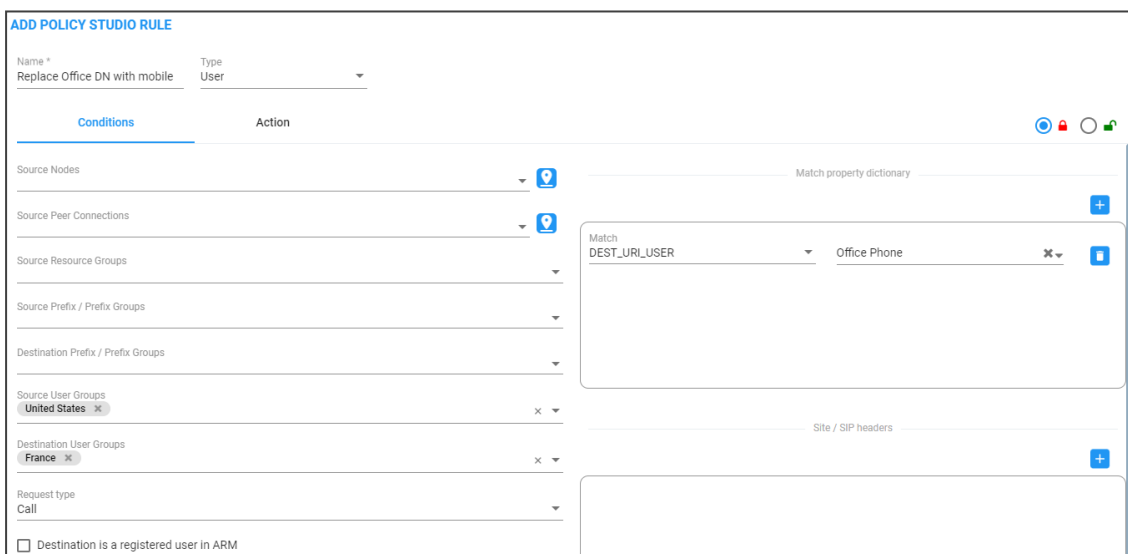 ADD POLICY STUDIO RULE
Name *
Type
Replace Office DN with mobile
User
Conditions
Action
Source Nodes
Source Peer Connections
Source Resource Groups
Source Prefix / Prefix Groups
Destination Prefix / Prefix Groups
Source User Groups
United States
Destination User Groups
France
Request type
Call
Destination is a registered user in ARM
Match property dictionary
Match
DEST_URI_USER
Office Phone
Site / SIP headers